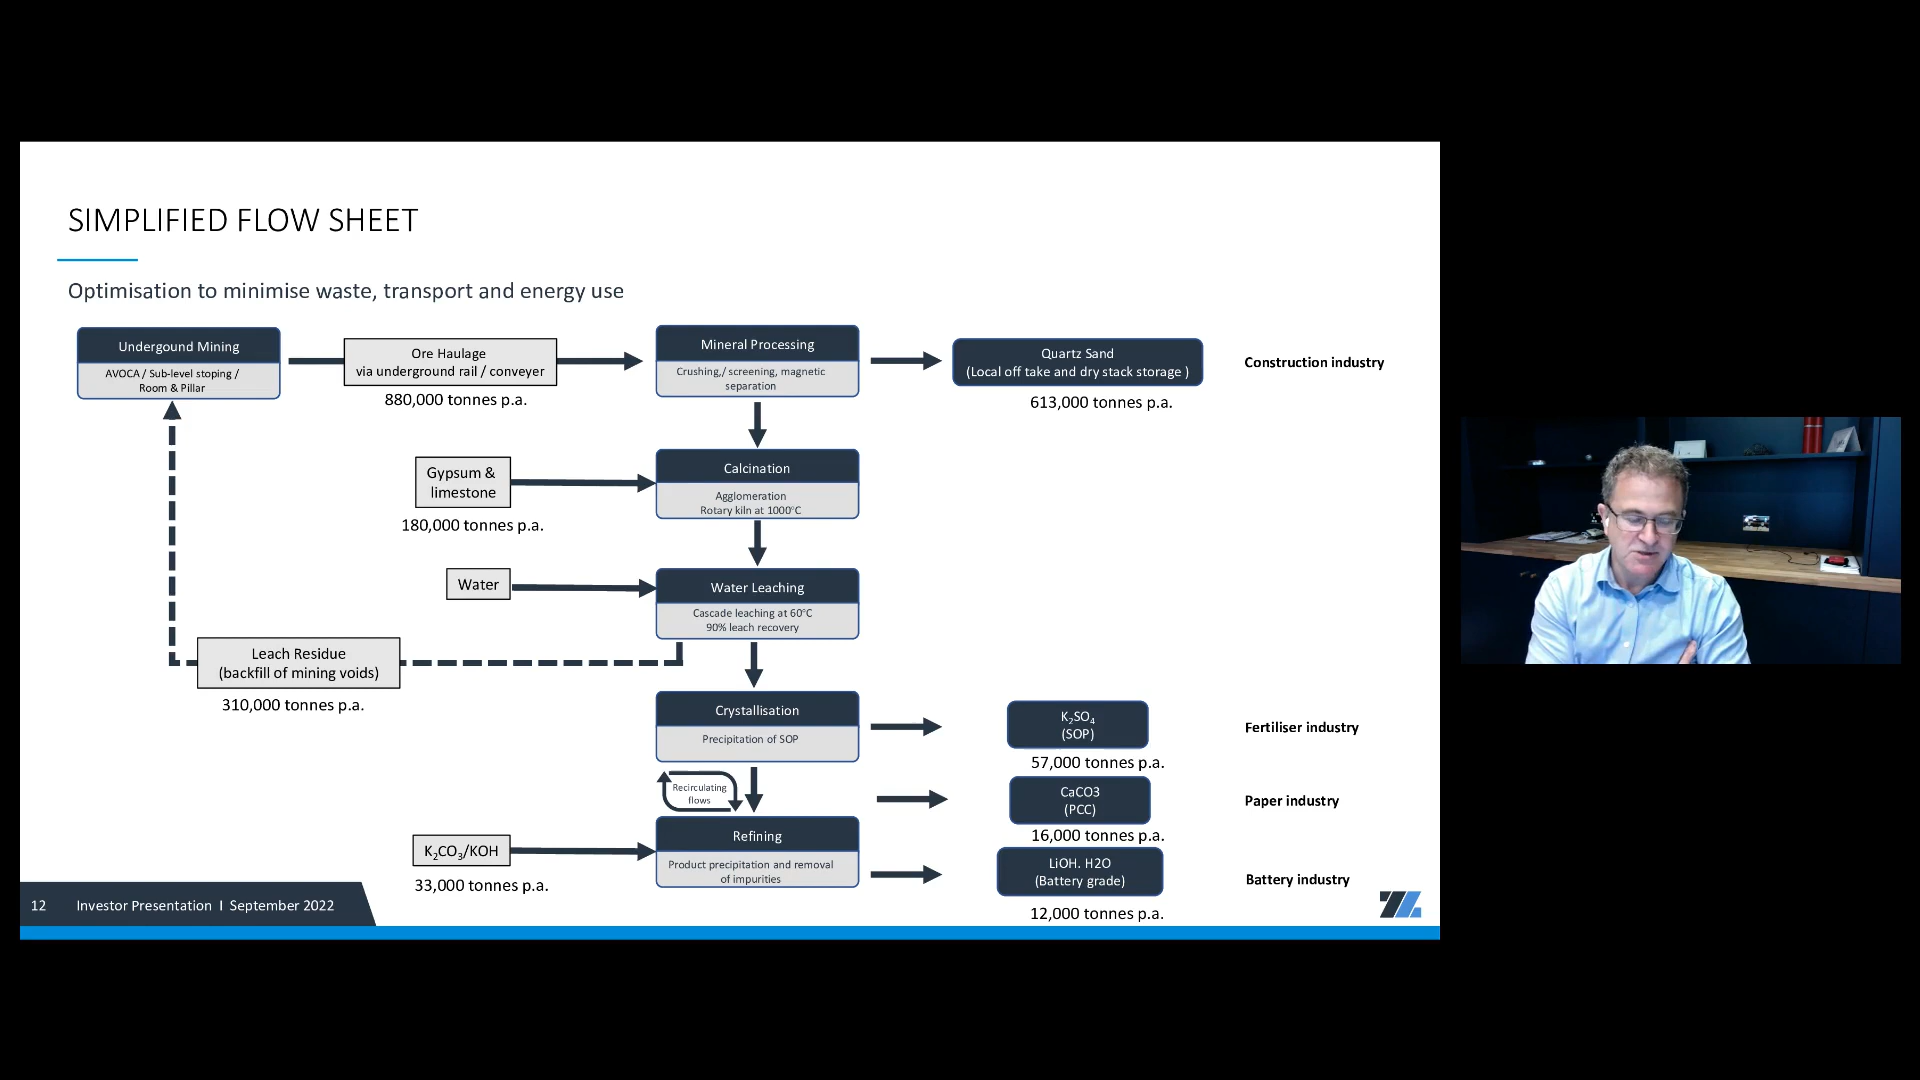 SIMPLIFIED FLOW SHEET
Optimisation to minimise waste, transport and energy use
Undergound Mining
AVOCA / Sub-level stoping /
Room & Pillar
Ore Haulage
via underground rail / conveyer
880,000 tonnes p.a.
Mineral Processing
Crushing,/ screening, magnetic
separation
Quartz Sand
(Local off take and dry stack storage )
613,000 tonnes p.a.
Construction industry
Gypsum &
limestone
180,000 tonnes p.a.
Calcination
Agglomeration
Rotary kiln at 1000°C
Water
Water Leaching
Cascade leaching at 60°C
90% leach recovery
Leach Residue
(backfill of mining voids)
310,000 tonnes p.a.
Crystallisation
Precipitation of SOP
K₂SO₄
(SOP)
57,000 tonnes p.a.
Fertiliser industry
Recirculating
flows
CaCO3
(PCC)
16,000 tonnes p.a.
Paper industry
K₂CO₃/KOH
33,000 tonnes p.a.
Refining
Product precipitation and removal
of impurities
LiOH. H2O
(Battery grade)
12,000 tonnes p.a.
Battery industry
12 Investor Presentation I September 2022